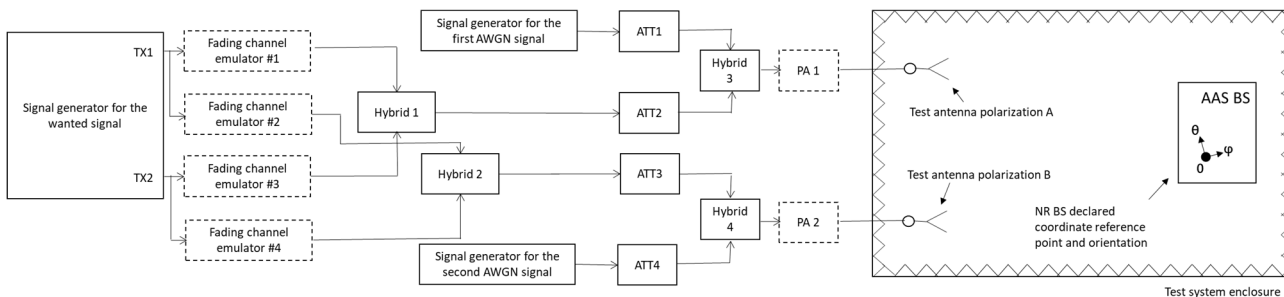 Signal generator for the
wanted signal
TX1
TX2
Fading channel
emulator #1
Fading channel
emulator #2
Fading channel
emulator #3
Fading channel
emulator #4
Hybrid 1
Hybrid 2
Signal generator for the
first AWGN signal
Signal generator for the
second AWGN signal
ATT1
ATT2
ATT3
ATT4
Hybrid
3
Hybrid
4
PA 1
PA 2
Test antenna polarization A
Test antenna polarization B
AAS BS
θ
φ
0
NR BS declared
coordinate reference
point and orientation
Test system enclosure